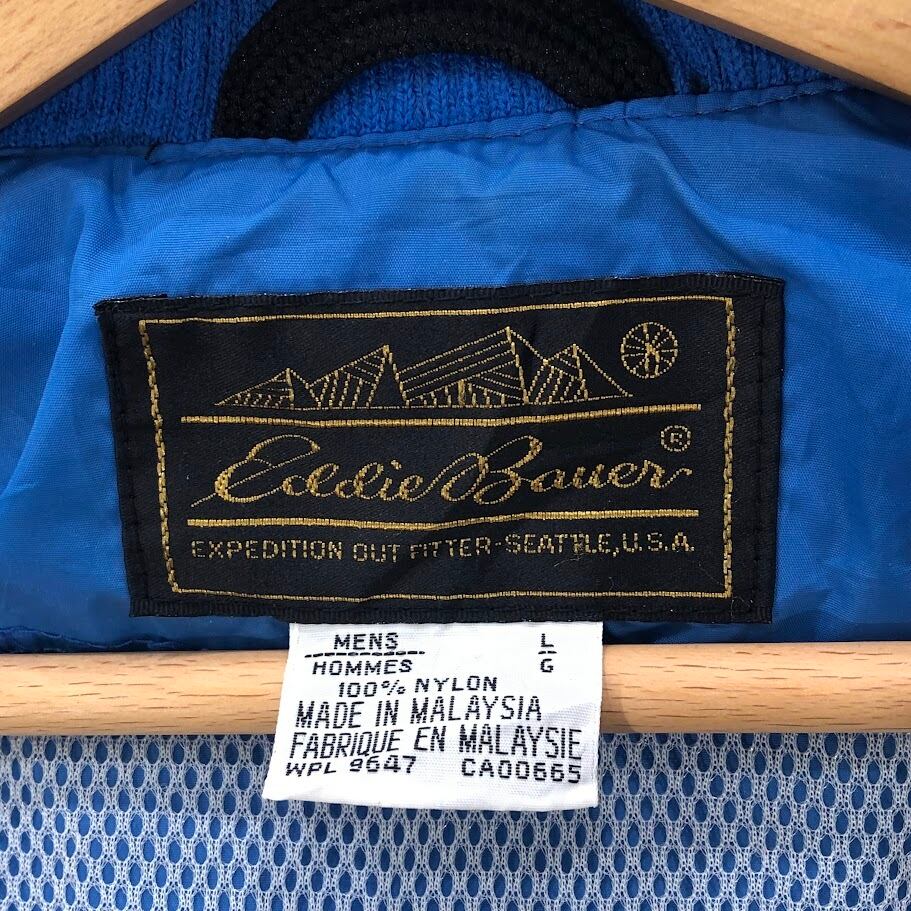 Eddie Bauer®
EXPEDITION OUTFITTER-SEATTLE, U.S.A.
MENS L
HOMMES G
100% NYLON
MADE IN MALAYSIA
FABRIQUE EN MALAYSIE
WPL 9647 CA00665